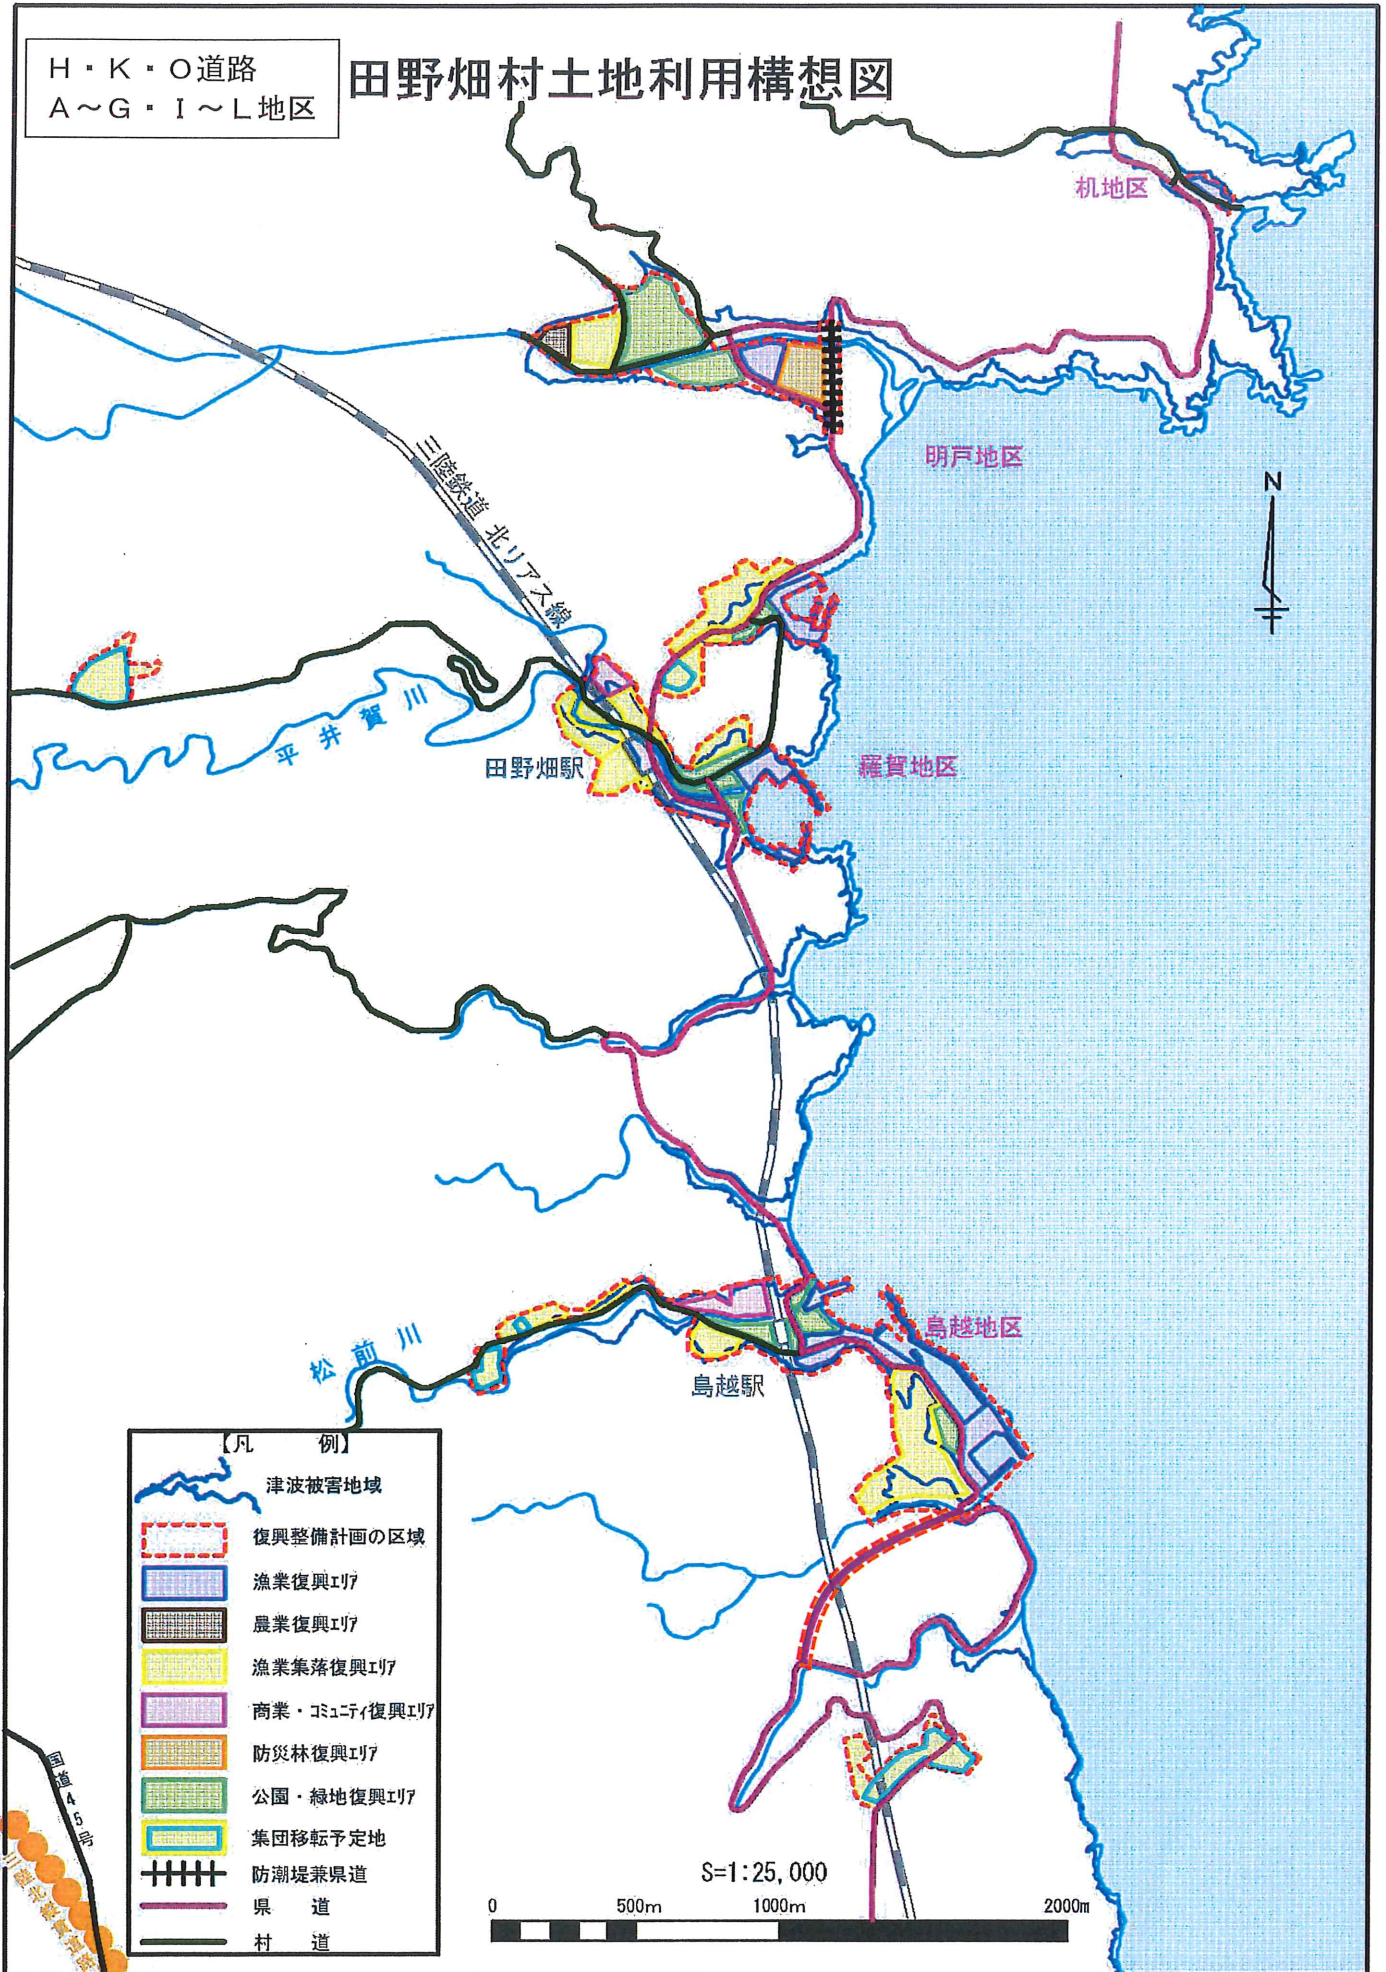 H・K・O道路
A～G・I～L地区
田野畑村土地利用構想図
机地区
明戸地区
N
三陸鉄道 北リアス線
平井賀川
田野畑駅
羅賀地区
島越地区
松前川
島越駅
【凡　　例】
津波被害地域
復興整備計画の区域
漁業復興エリア
農業復興エリア
漁業集落復興エリア
商業・コミュニティ復興エリア
防災林復興エリア
公園・緑地復興エリア
集団移転予定地
防潮堤兼県道
県　　道
村　　道
国道45号
S=1:25,000
0 500m 1000m 2000m